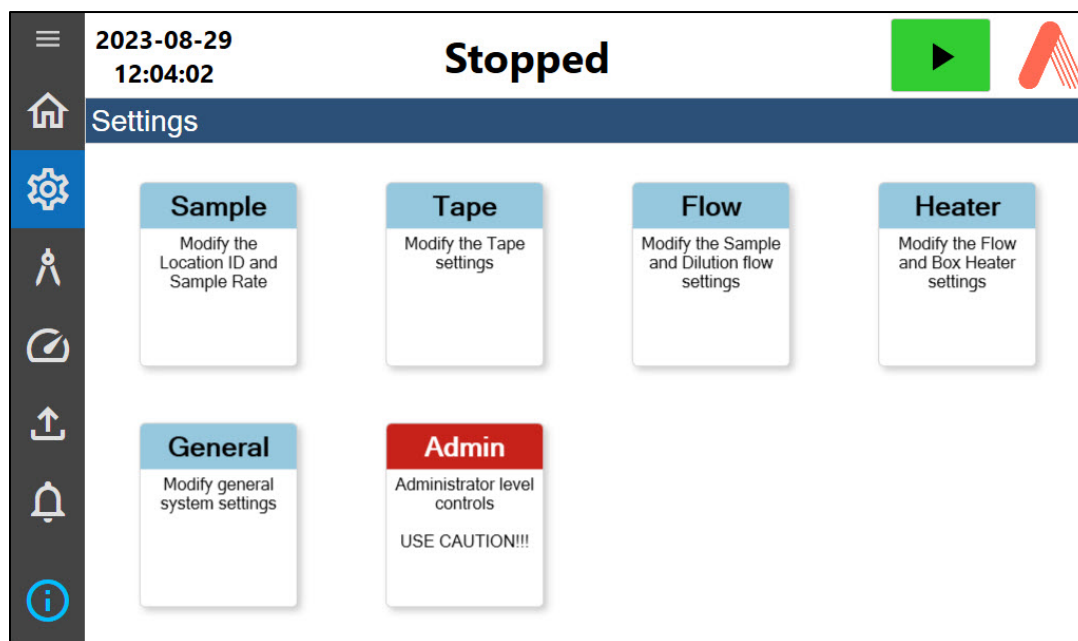 2023-08-29
12:04:02
Stopped
Settings
Sample
Modify the
Location ID and
Sample Rate
Tape
Modify the Tape
settings
Flow
Modify the Sample
and Dilution flow
settings
Heater
Modify the Flow
and Box Heater
settings
General
Modify general
system settings
Admin
Administrator level
controls
USE CAUTION!!!